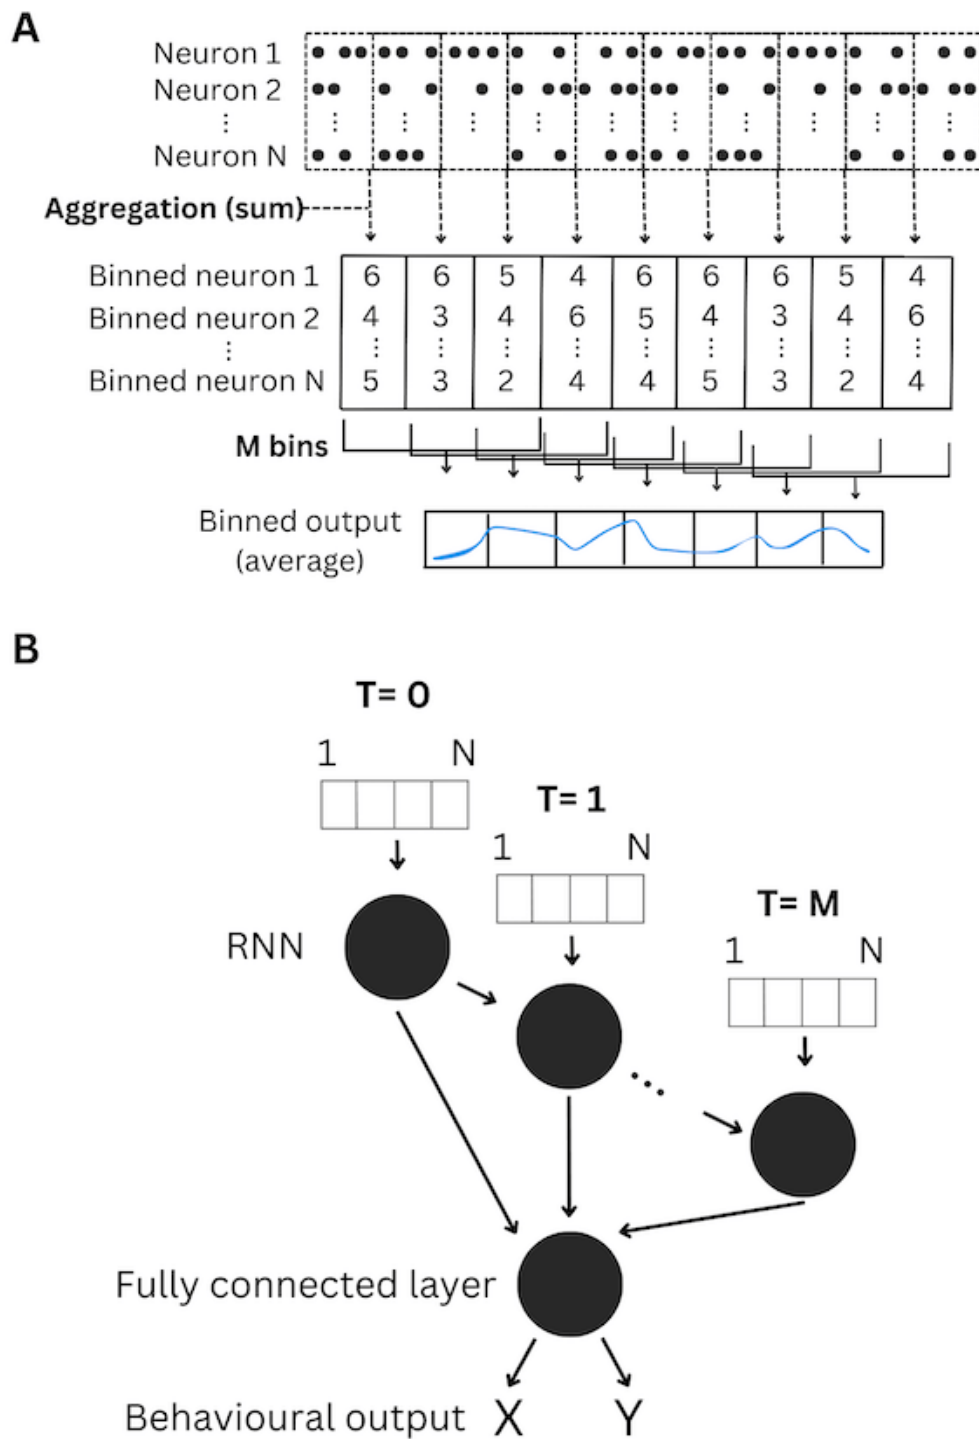 A
Neuron 1
Neuron 2
⋮
Neuron N
Aggregation (sum)
Binned neuron 1 6 6 5 4 6 6 6 5 4
Binned neuron 2 4 3 4 6 5 4 3 4 6
⋮ ⋮ ⋮ ⋮ ⋮ ⋮ ⋮ ⋮ ⋮ ⋮
Binned neuron N 5 3 2 4 4 5 3 2 4
M bins
Binned output
(average)
B
T= 0
1 N
T= 1
1 N
T= M
1 N
RNN
Fully connected layer
Behavioural output X Y